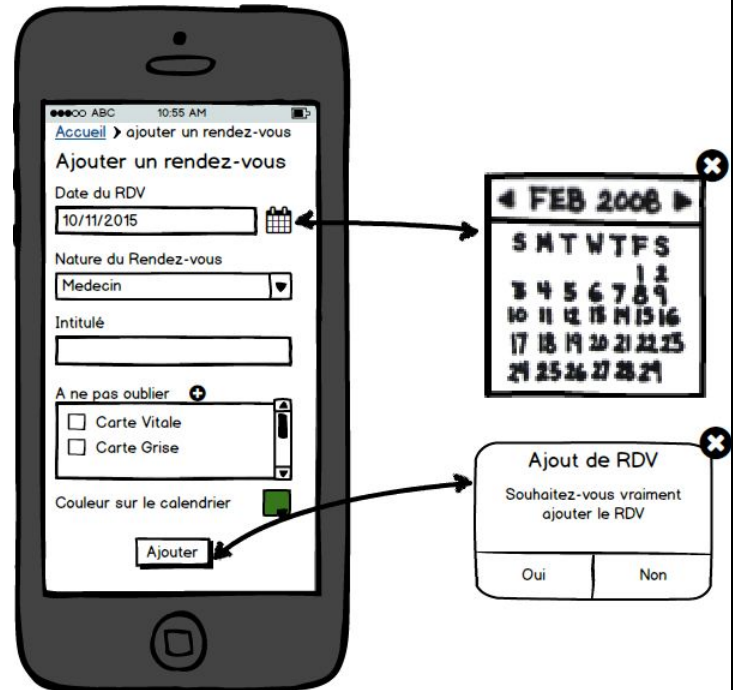 ABC 10:55 AM
Accueil > ajouter un rendez-vous
Ajouter un rendez-vous
Date du RDV
10/11/2015
Nature du Rendez-vous
Medecin
Intitulé
A ne pas oublier
Carte Vitale
Carte Grise
Couleur sur le calendrier
Ajouter
FEB 2008
S M T W T F S
1 2
3 4 5 6 7 8 9
10 11 12 13 14 15 16
17 18 19 20 21 22 23
24 25 26 27 28 29
Ajout de RDV
Souhaitez-vous vraiment
ajouter le RDV
Oui Non